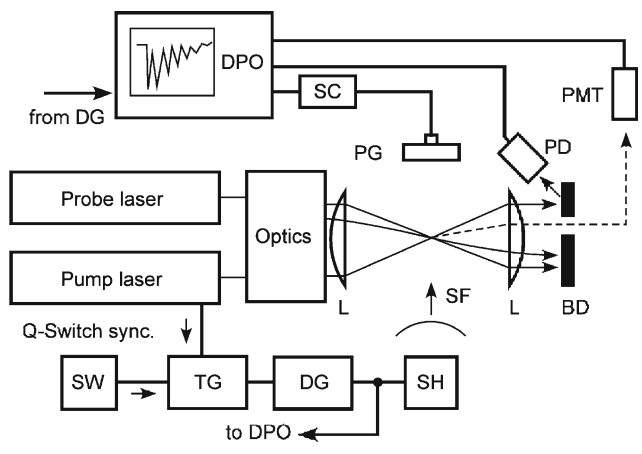 DPO
PMT
from DG
SC
PG
PD
Probe laser
Optics
Pump laser
L
SF
L
BD
Q-Switch sync.
SW
TG
DG
SH
to DPO